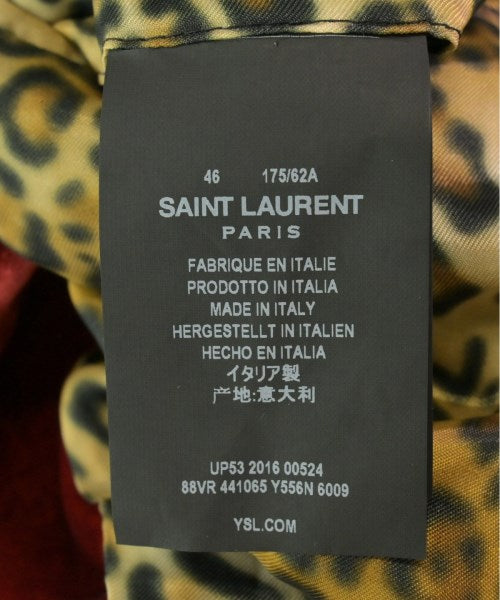 46 175/62A
SAINT LAURENT
PARIS
FABRIQUE EN ITALIE
PRODOTTO IN ITALIA
MADE IN ITALY
HERGESTELLT IN ITALIEN
HECHO EN ITALIA
イタリア製
产地:意大利
UP53 2016 00524
88VR 441065 Y556N 6009
YSL.COM